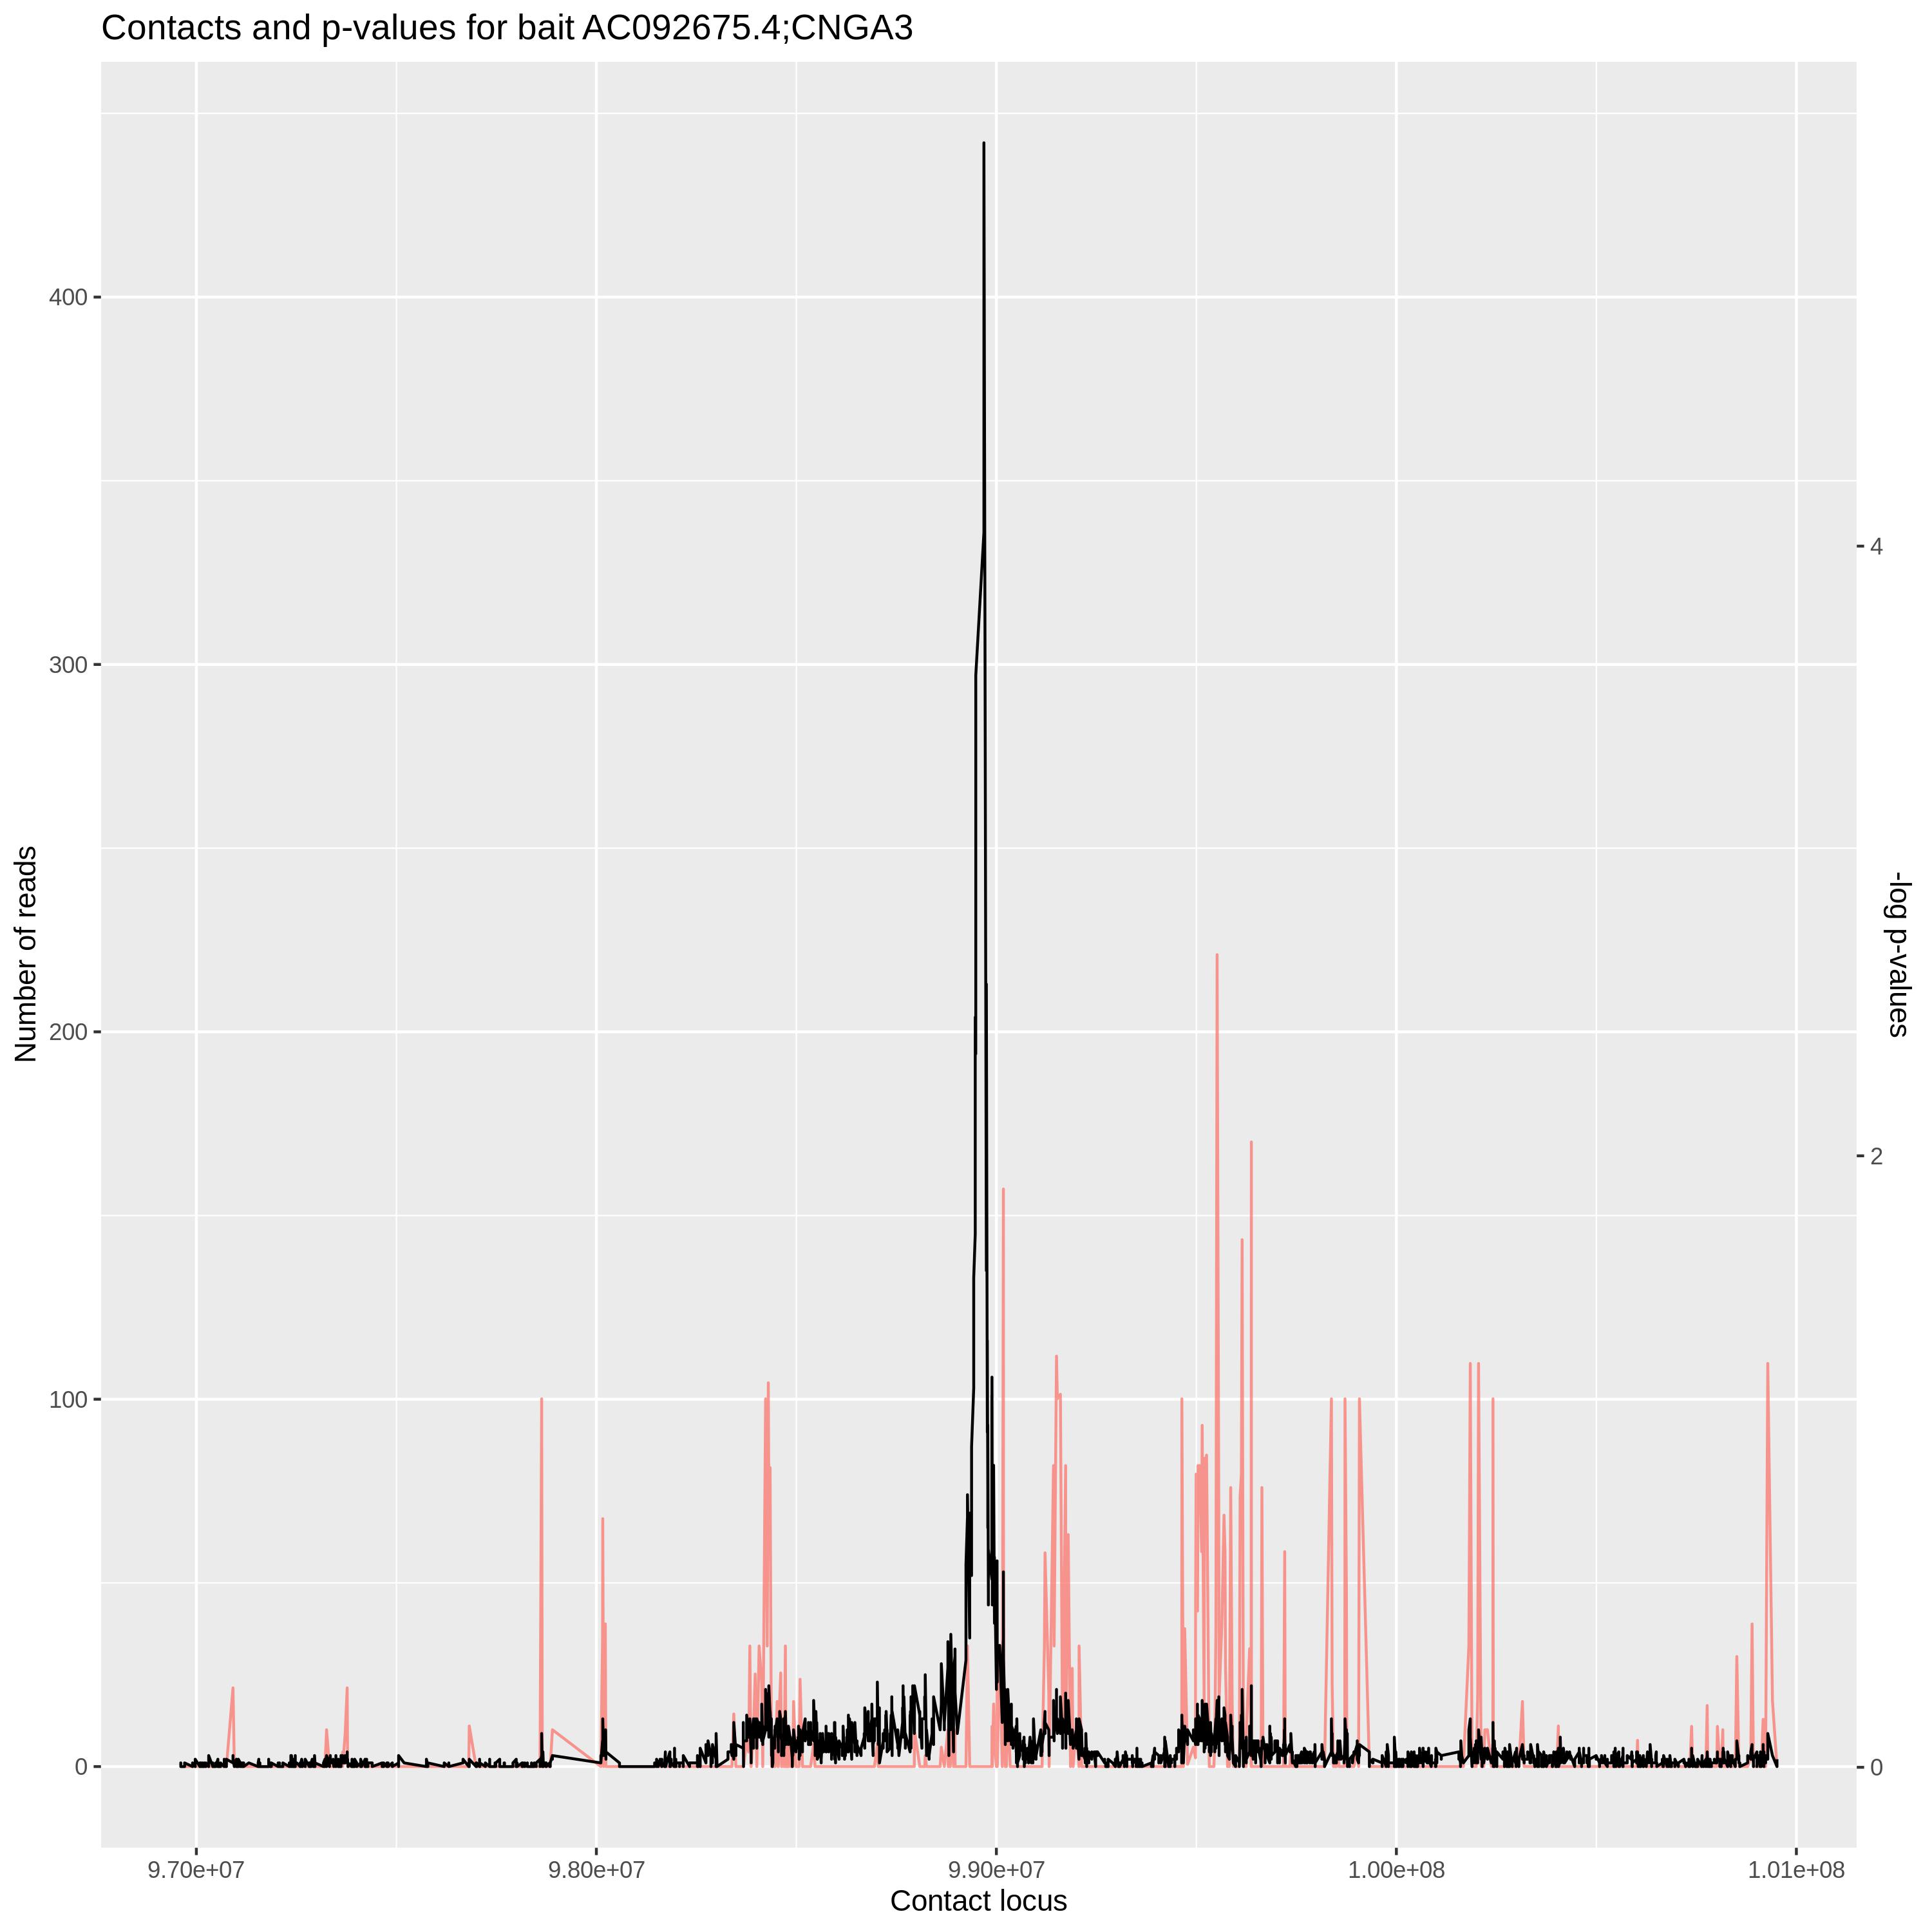 Contacts and p-values for bait AC092675.4;CNGA3
400
300
200
100
0
Number of reads
4
2
0
-log p-values
9.70e+07
9.80e+07
9.90e+07
1.00e+08
1.01e+08
Contact locus